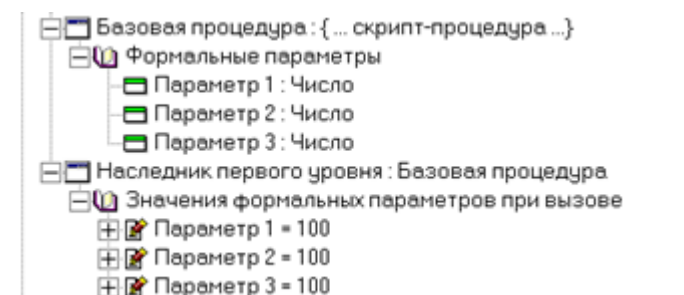 Базовая процедура : { ... скрипт-процедура ...}
Формальные параметры
Параметр 1 : Число
Параметр 2 : Число
Параметр 3 : Число
Наследник первого уровня : Базовая процедура
Значения формальных параметров при вызове
Параметр 1 = 100
Параметр 2 = 100
Параметр 3 = 100